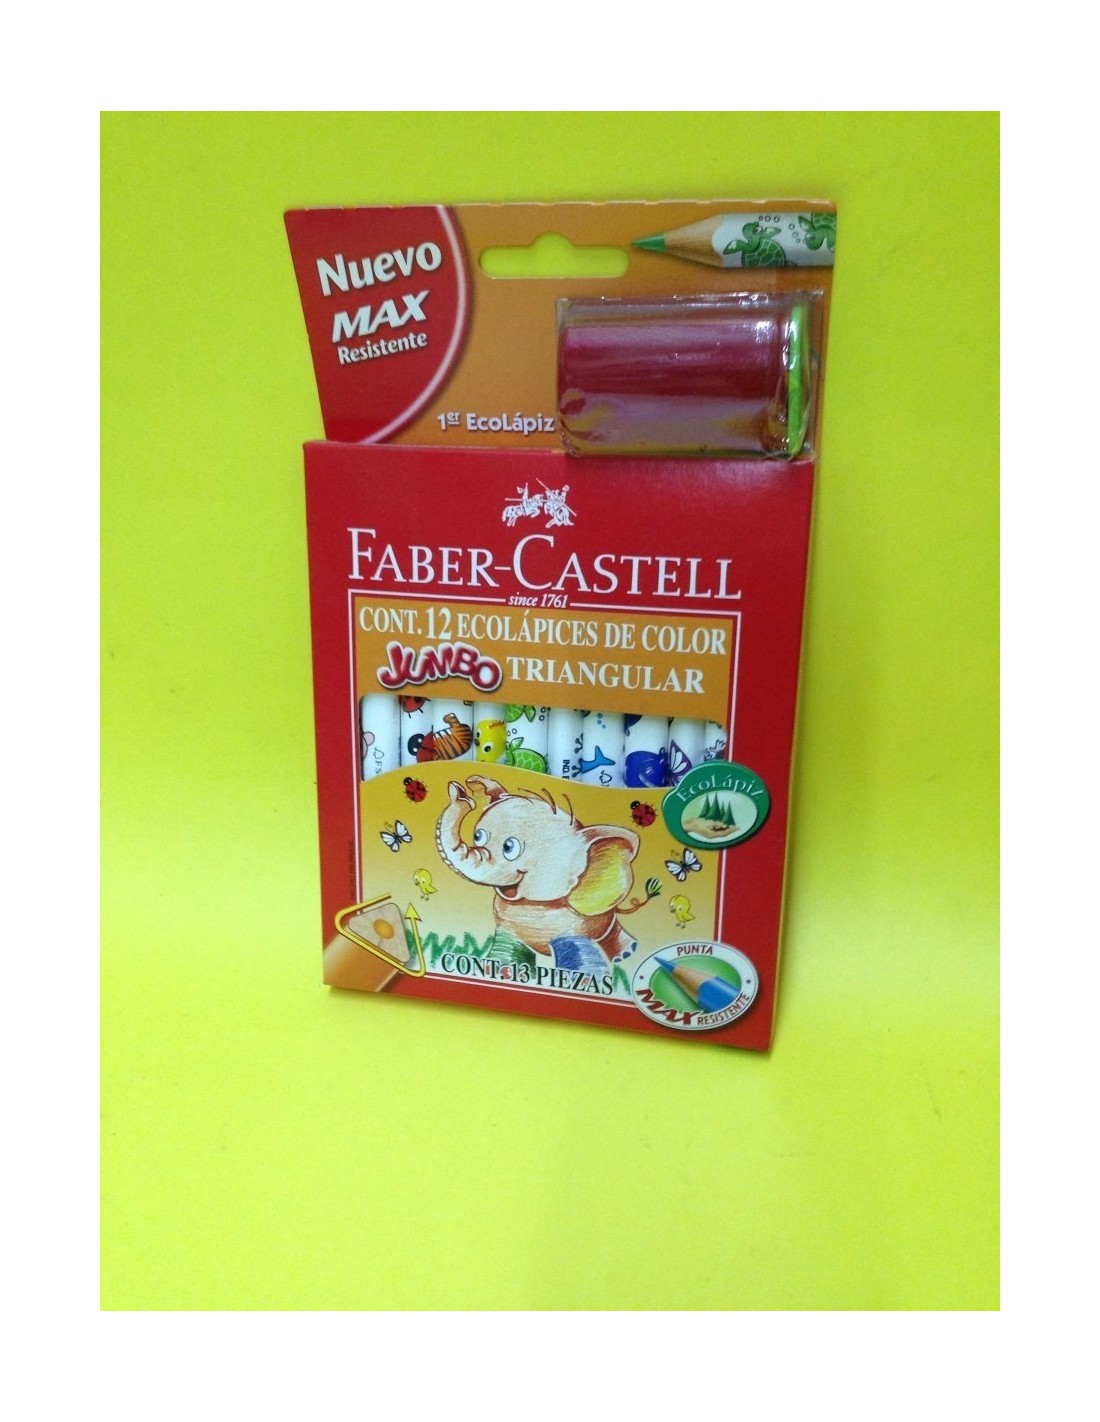 Nuevo
MAX
Resistente
1er EcoLápiz
FABER-CASTELL
since 1761
CONT. 12 ECOLÁPICES DE COLOR
JUMBO TRIANGULAR
EcoLápiz
CONT. 13 PIEZAS
PUNTA
MAX RESISTENTE